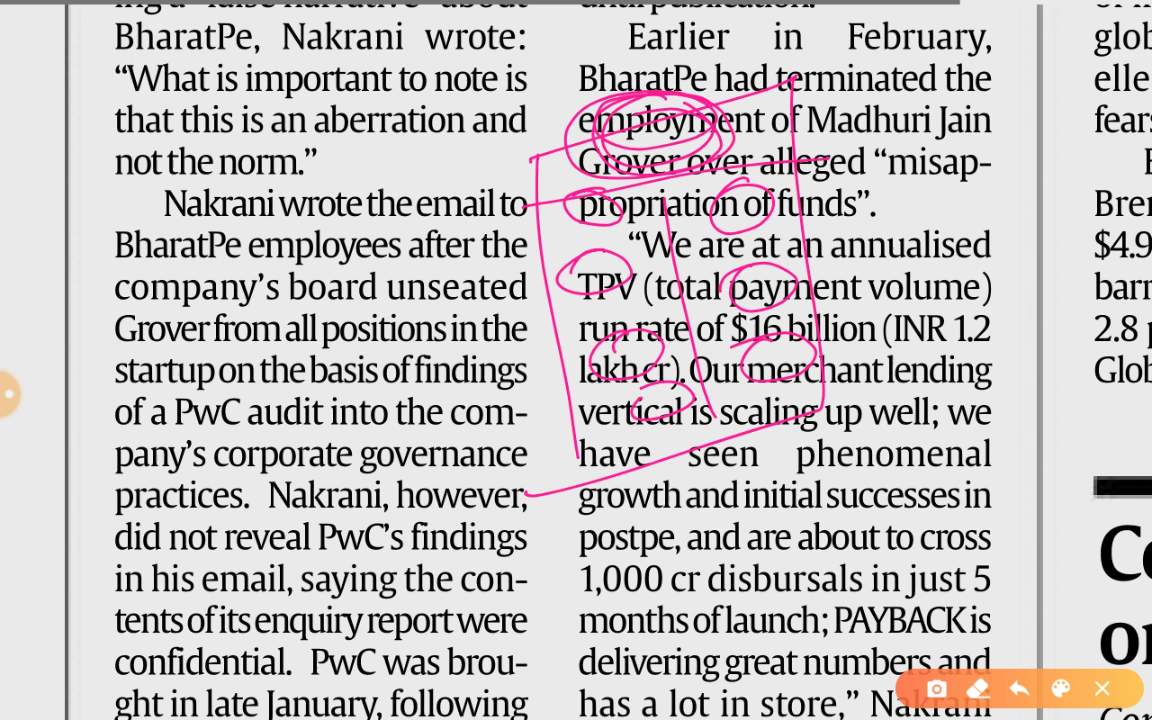 BharatPe, Nakrani wrote:
“What is important to note is
that this is an aberration and
not the norm.”
Nakrani wrote the email to
BharatPe employees after the
company’s board unseated
Grover from all positions in the
startup on the basis of findings
of a PwC audit into the com-
pany’s corporate governance
practices. Nakrani, however,
did not reveal PwC’s findings
in his email, saying the con-
tents of its enquiry report were
confidential. PwC was brou-
ght in late January, following
until publication.
Earlier in February,
BharatPe had terminated the
employment of Madhuri Jain
Grover over alleged “misap-
propriation of funds”.
“We are at an annualised
TPV (total payment volume)
run rate of $16 billion (INR 1.2
lakh cr). Our merchant lending
vertical is scaling up well; we
have seen phenomenal
growth and initial successes in
postpe, and are about to cross
1,000 cr disbursals in just 5
months of launch; PAYBACK is
delivering great numbers and
has a lot in store,” Nakrani
$4.9
2.8